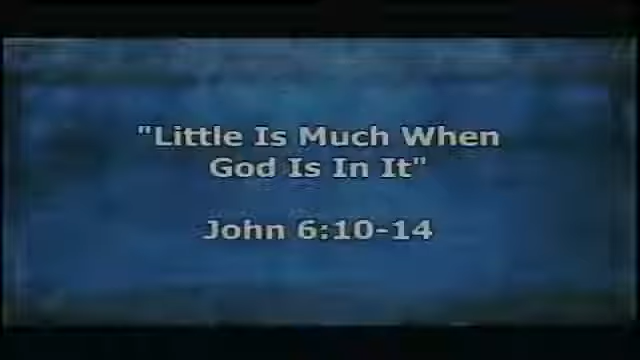 "Little Is Much When
God Is In It"
John 6:10-14